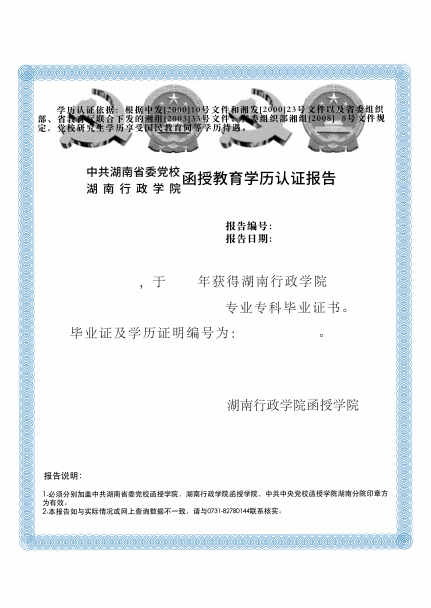 学历认证依据：根据中发[2000]10号文件和湘发[2000]23号文件以及省委组织
部、省教育厅联合下发的湘组[2003]33号文件、省委组织部湘组[2008] 8号文件规
定，党校研究生学历享受国民教育同等学历待遇。
中共湖南省委党校
湖南行政学院
函授教育学历认证报告
报告编号：
报告日期：
，于 年获得湖南行政学院
专业专科毕业证书。
毕业证及学历证明编号为： 。
湖南行政学院函授学院
报告说明：
1.必须分别加盖中共湖南省委党校函授学院、湖南行政学院函授学院、中共中央党校函授学院湖南分院印章方
为有效。
2.本报告如与实际情况或网上查询数据不一致，请与0731-82780144联系核实。